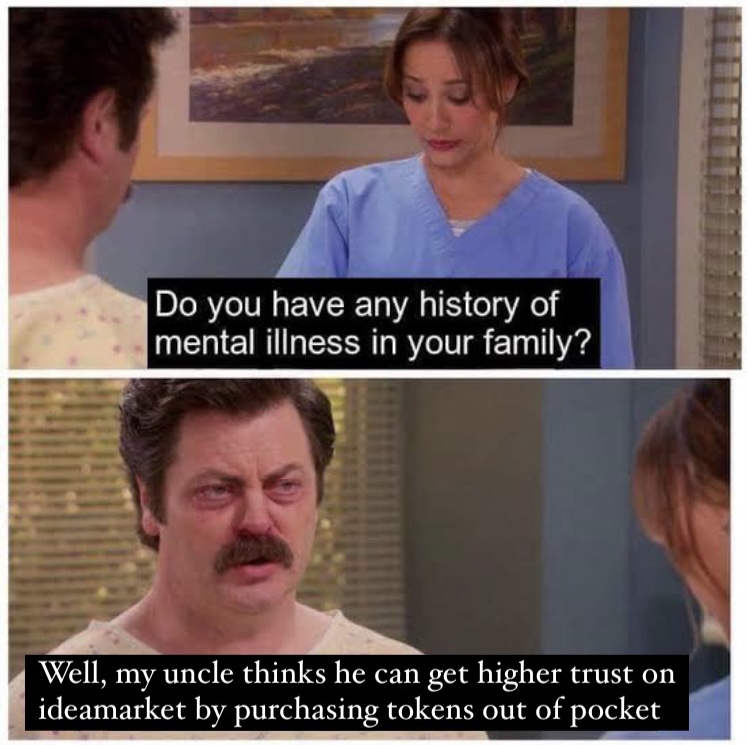 Do you have any history of
mental illness in your family?
Well, my uncle thinks he can get higher trust on
ideamarket by purchasing tokens out of pocket